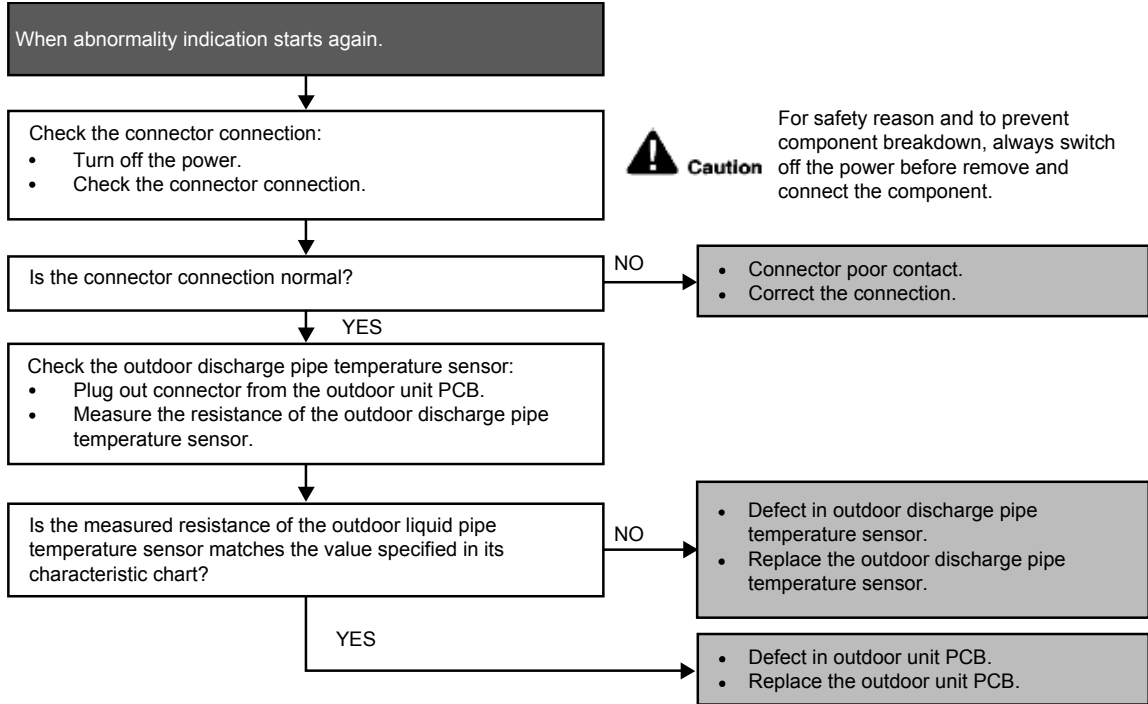 When abnormality indication starts again.
Check the connector connection:
• Turn off the power.
• Check the connector connection.
Caution
For safety reason and to prevent
component breakdown, always switch
off the power before remove and
connect the component.
Is the connector connection normal?
NO
• Connector poor contact.
• Correct the connection.
YES
Check the outdoor discharge pipe temperature sensor:
• Plug out connector from the outdoor unit PCB.
• Measure the resistance of the outdoor discharge pipe
temperature sensor.
Is the measured resistance of the outdoor liquid pipe
temperature sensor matches the value specified in its
characteristic chart?
NO
• Defect in outdoor discharge pipe
temperature sensor.
• Replace the outdoor discharge pipe
temperature sensor.
YES
• Defect in outdoor unit PCB.
• Replace the outdoor unit PCB.